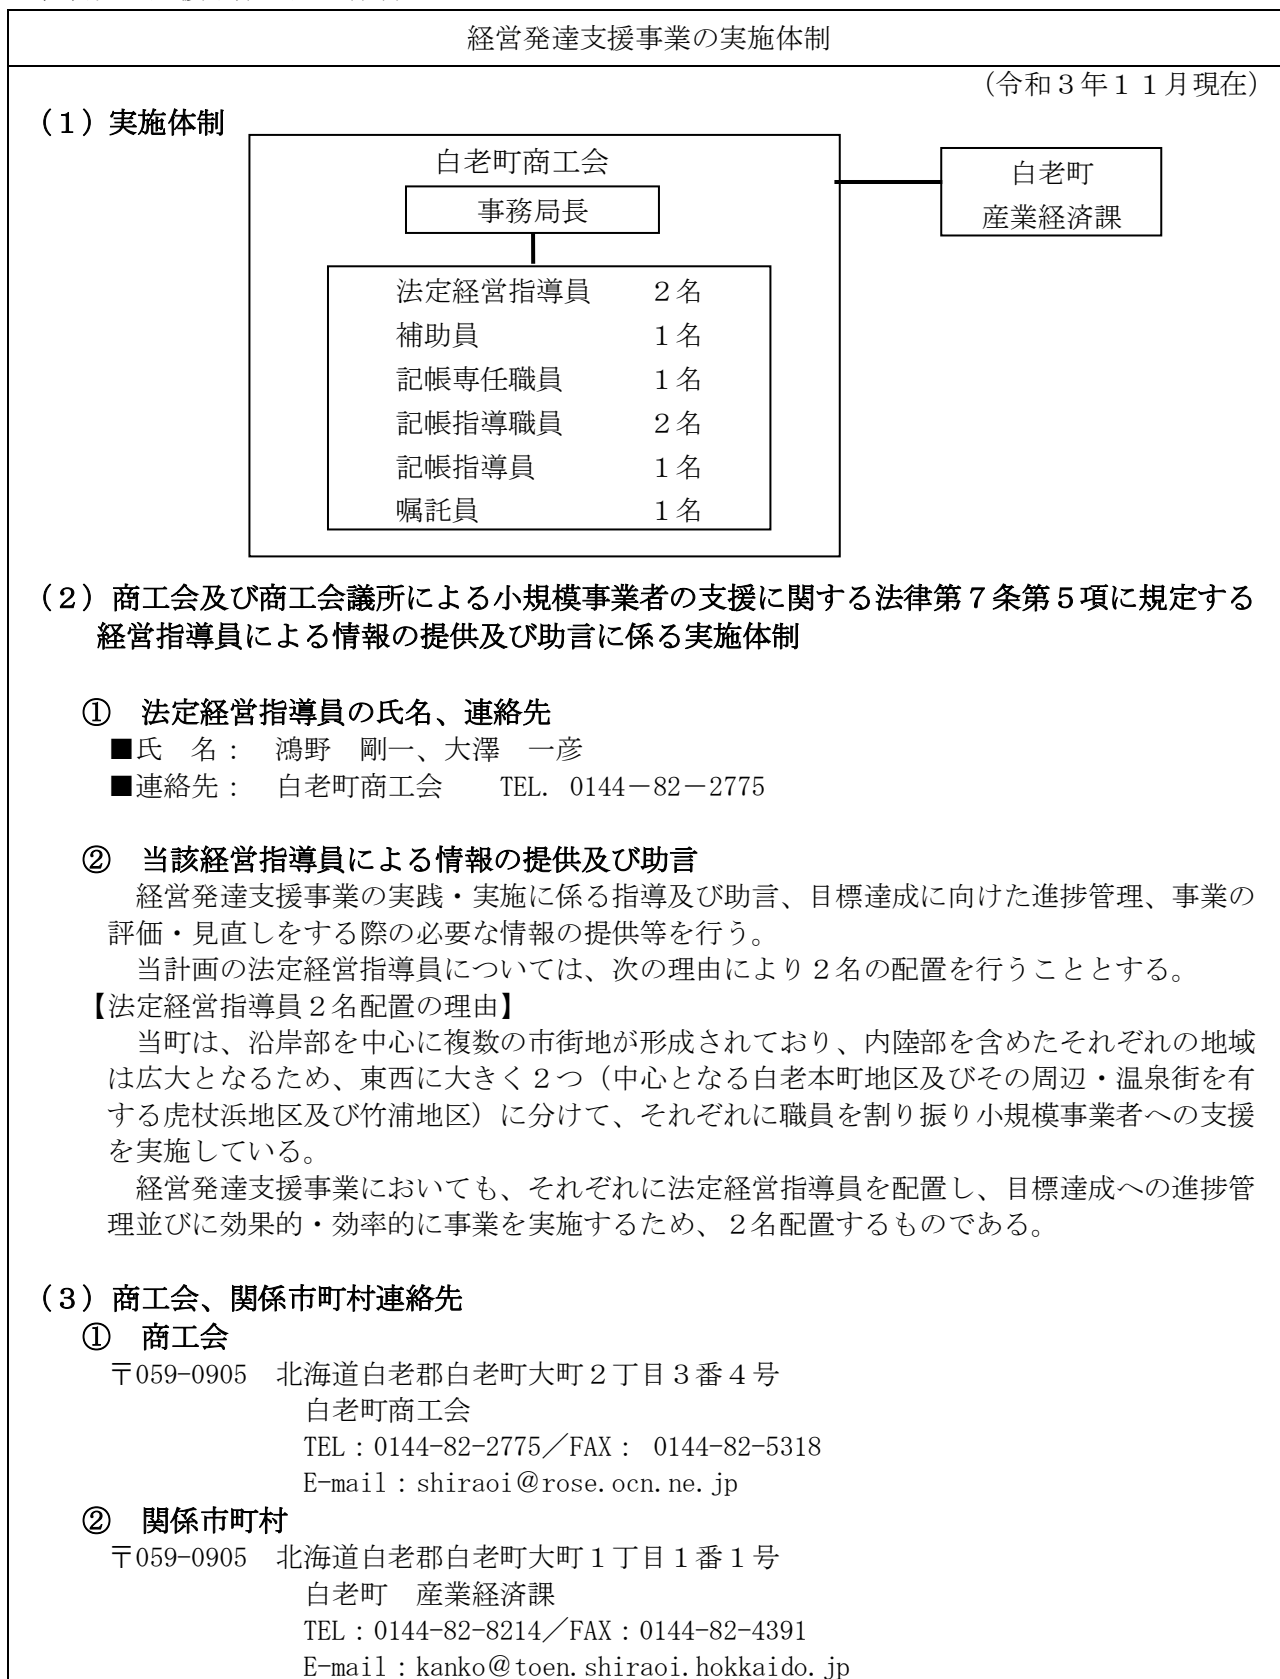 経営発達支援事業の実施体制
（令和３年１１月現在）
（１）実施体制
白老町商工会
事務局長
法定経営指導員　２名
補助員　１名
記帳専任職員　１名
記帳指導職員　２名
記帳指導員　１名
嘱託員　１名
白老町
産業経済課
（２）商工会及び商工会議所による小規模事業者の支援に関する法律第７条第５項に規定する
経営指導員による情報の提供及び助言に係る実施体制
①　法定経営指導員の氏名、連絡先
■氏　名：　鴻野　剛一、大澤　一彦
■連絡先：　白老町商工会　　TEL. 0144－82－2775
②　当該経営指導員による情報の提供及び助言
経営発達支援事業の実践・実施に係る指導及び助言、目標達成に向けた進捗管理、事業の
評価・見直しをする際の必要な情報の提供等を行う。
当計画の法定経営指導員については、次の理由により２名の配置を行うこととする。
【法定経営指導員２名配置の理由】
当町は、沿岸部を中心に複数の市街地が形成されており、内陸部を含めたそれぞれの地域
は広大となるため、東西に大きく２つ（中心となる白老本町地区及びその周辺・温泉街を有
する虎杖浜地区及び竹浦地区）に分けて、それぞれに職員を割り振り小規模事業者への支援
を実施している。
経営発達支援事業においても、それぞれに法定経営指導員を配置し、目標達成への進捗管
理並びに効果的・効率的に事業を実施するため、２名配置するものである。
（３）商工会、関係市町村連絡先
①　商工会
〒059-0905　北海道白老郡白老町大町２丁目３番４号
白老町商工会
TEL：0144-82-2775／FAX： 0144-82-5318
E-mail：shiraoi＠rose.ocn.ne.jp
②　関係市町村
〒059-0905　北海道白老郡白老町大町１丁目１番１号
白老町　産業経済課
TEL：0144-82-8214／FAX：0144-82-4391
E-mail：kanko＠toen.shiraoi.hokkaido.jp